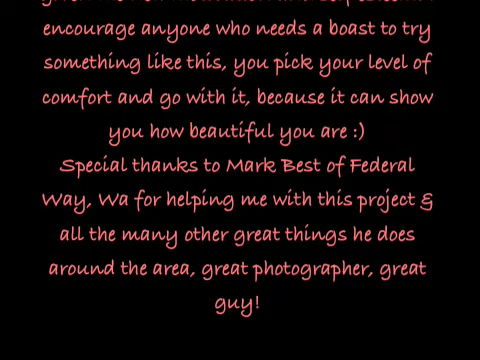 encourage anyone who needs a boast to try
something like this, you pick your level of
comfort and go with it, because it can show
you how beautiful you are :)
Special thanks to Mark Best of Federal
Way, Wa for helping me with this project &
all the many other great things he does
around the area, great photographer, great
guy!